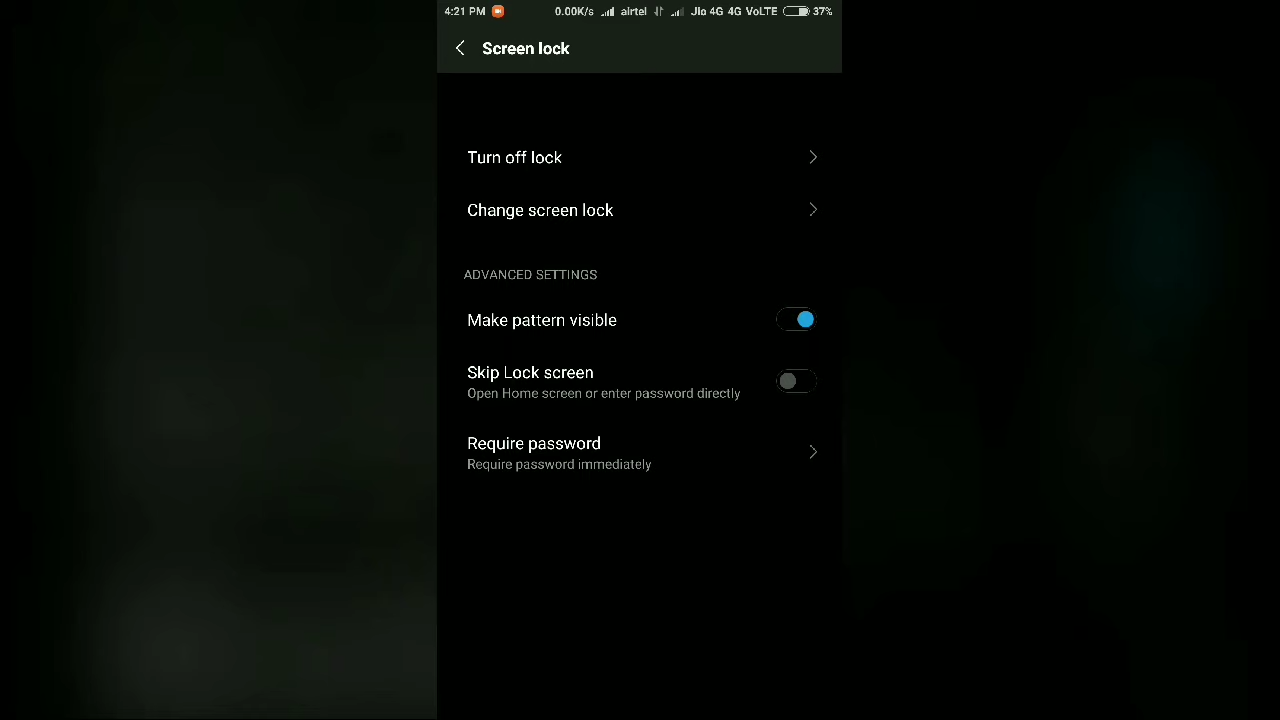 4:21 PM 0.00K/s airtel Jio 4G 4G VoLTE 37%
Screen lock
Turn off lock
Change screen lock
ADVANCED SETTINGS
Make pattern visible
Skip Lock screen
Open Home screen or enter password directly
Require password
Require password immediately